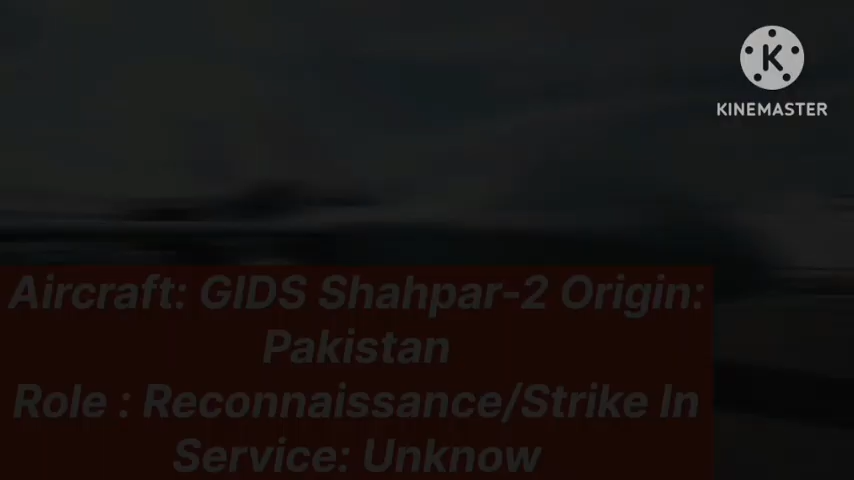 KINEMASTER
Aircraft: GIDS Shahpar-2 Origin:
Pakistan
Role : Reconnaissance/Strike In
Service: Unknow